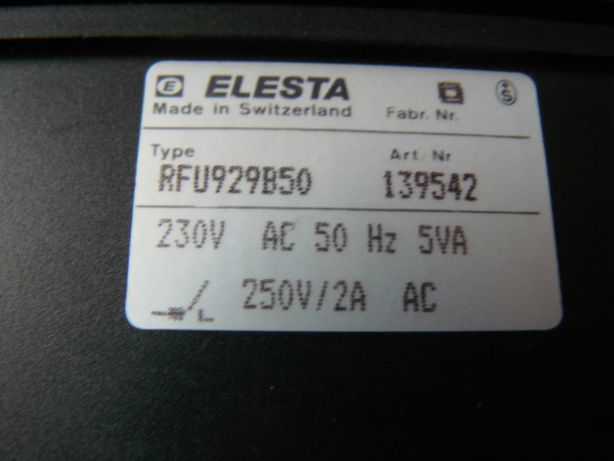 E ELESTA
Made in Switzerland
Fabr. Nr.
Type
Art. Nr
RFU929B50
139542
230V AC 50 Hz 5VA
250V/2A AC